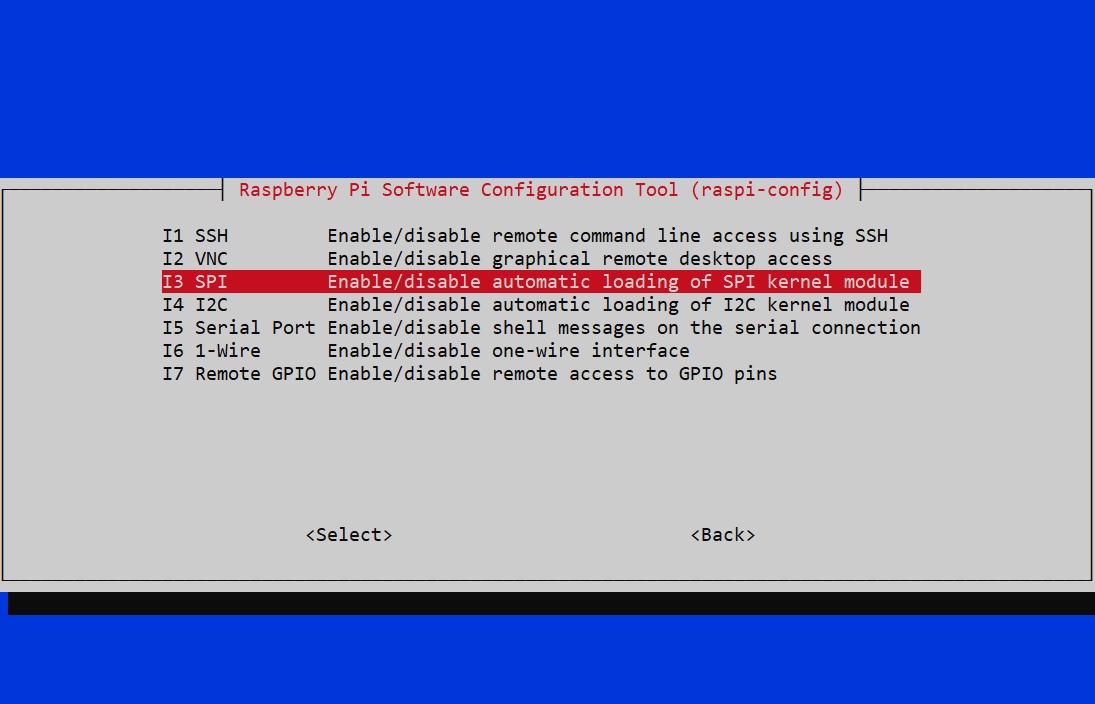 Raspberry Pi Software Configuration Tool (raspi-config)
I1 SSH Enable/disable remote command line access using SSH
I2 VNC Enable/disable graphical remote desktop access
I3 SPI Enable/disable automatic loading of SPI kernel module
I4 I2C Enable/disable automatic loading of I2C kernel module
I5 Serial Port Enable/disable shell messages on the serial connection
I6 1-Wire Enable/disable one-wire interface
I7 Remote GPIO Enable/disable remote access to GPIO pins
<Select> <Back>